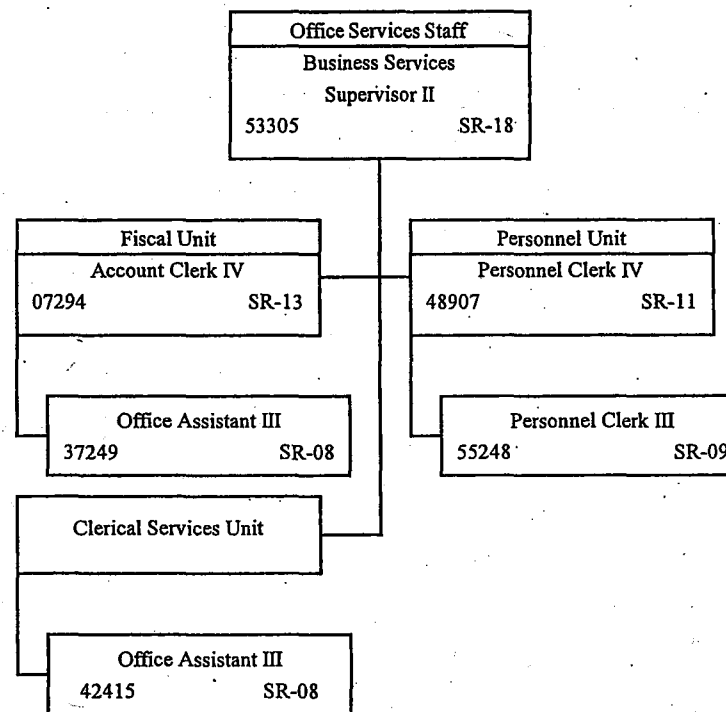 Office Services Staff
Business Services
Supervisor II
53305 SR-18
Fiscal Unit
Account Clerk IV
07294 SR-13
Personnel Unit
Personnel Clerk IV
48907 SR-11
Office Assistant III
37249 SR-08
Personnel Clerk III
55248 SR-09
Clerical Services Unit
Office Assistant III
42415 SR-08